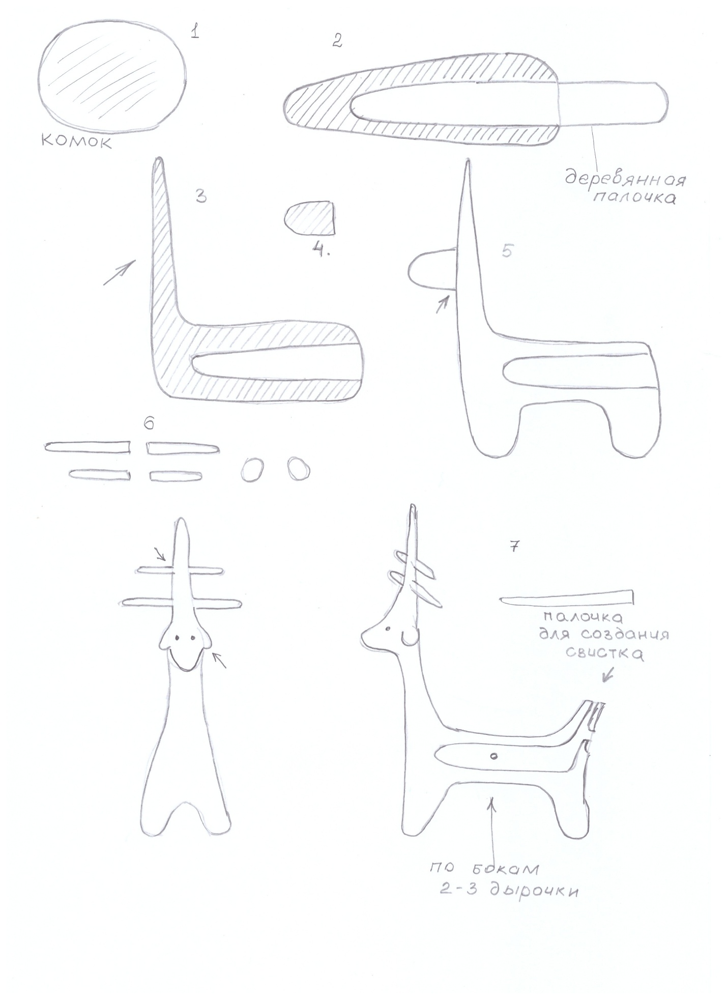 1
2
комок
деревянная
палочка
3
4.
5
6
7
палочка
для создания
свистка
по бокам
2-3 дырочки